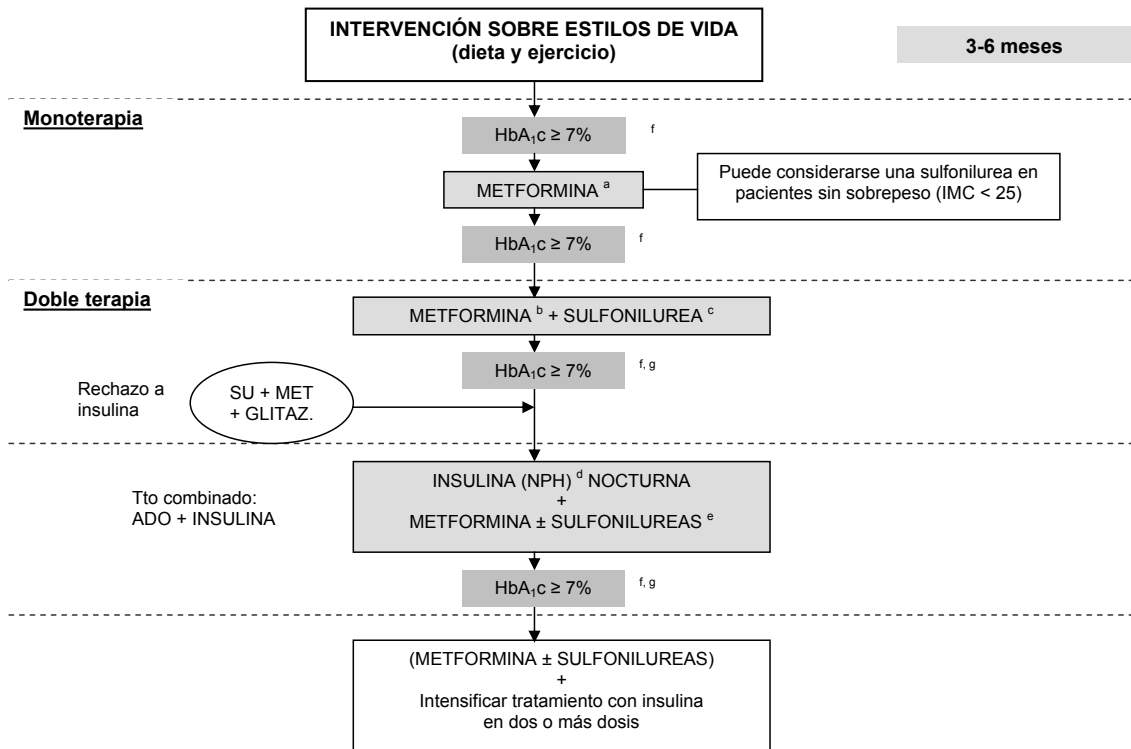 INTERVENCIÓN SOBRE ESTILOS DE VIDA
(dieta y ejercicio)
3-6 meses
Monoterapia
HbA₁c ≥ 7% f
METFORMINA a
Puede considerarse una sulfonilurea en
pacientes sin sobrepeso (IMC < 25)
HbA₁c ≥ 7% f
Doble terapia
METFORMINA b + SULFONILUREA c
HbA₁c ≥ 7% f, g
Rechazo a
insulina
SU + MET
+ GLITAZ.
Tto combinado:
ADO + INSULINA
INSULINA (NPH) d NOCTURNA
+
METFORMINA ± SULFONILUREAS e
HbA₁c ≥ 7% f, g
(METFORMINA ± SULFONILUREAS)
+
Intensificar tratamiento con insulina
en dos o más dosis